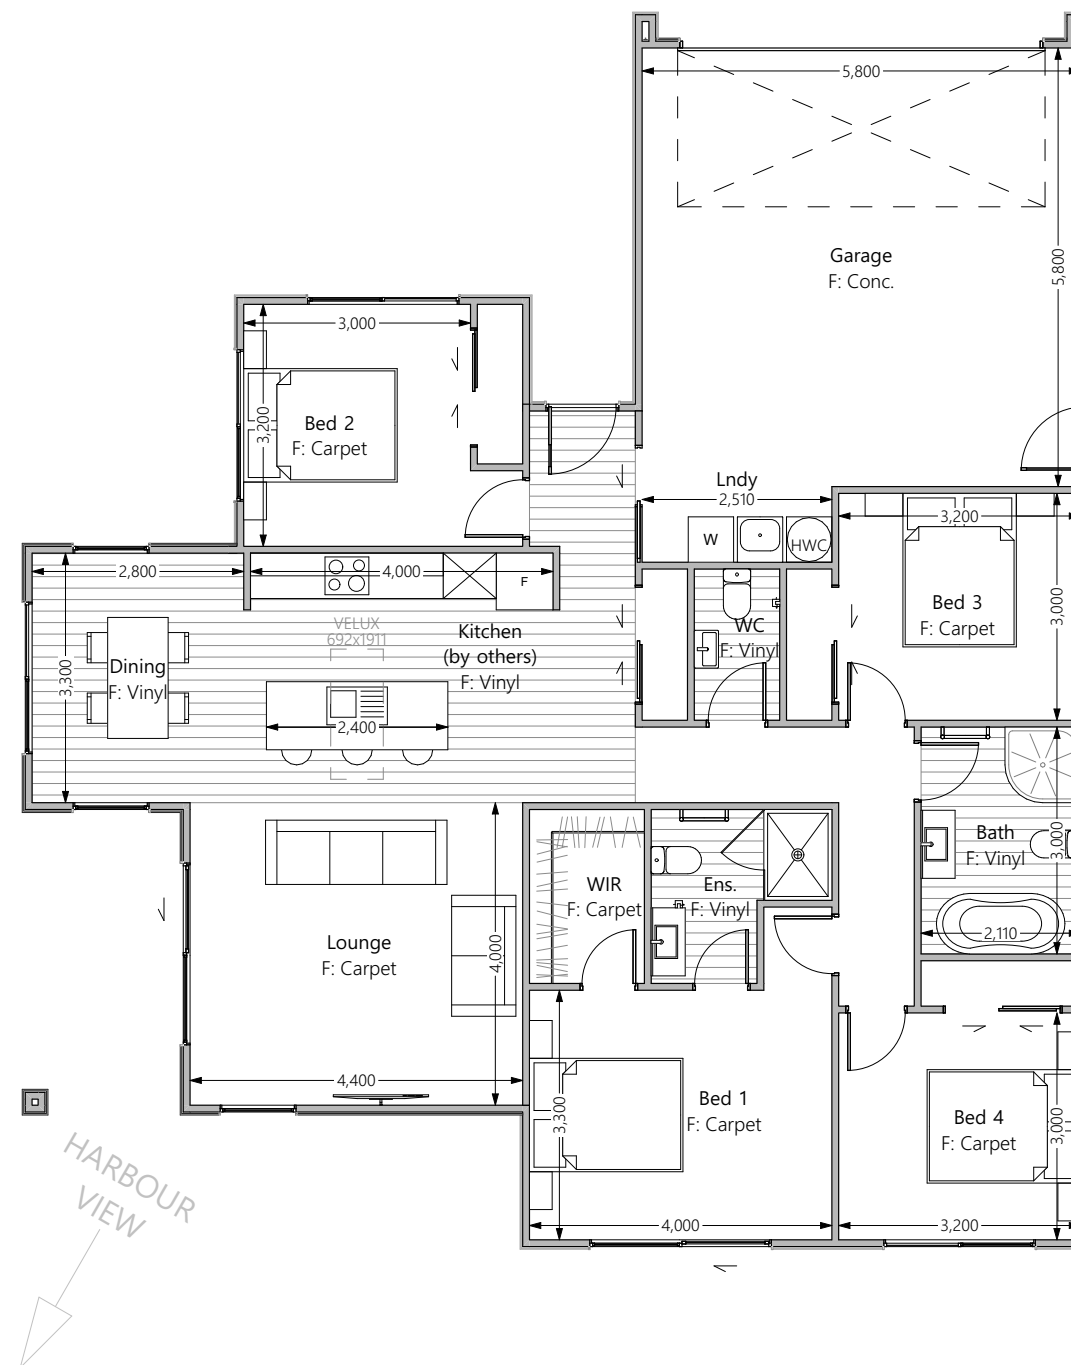 5,800
Garage
F: Conc.
5,800
3,000
3,200
Bed 2
F: Carpet
Lndy
2,510
W
HWC
3,200
Bed 3
F: Carpet
3,000
2,800
4,000
F
VELUX
692x1911
Kitchen
(by others)
F: Vinyl
WC
F: Vinyl
3,300
Dining
F: Vinyl
2,400
Bath
F: Vinyl
3,000
2,110
WIR
F: Carpet
Ens.
F: Vinyl
Lounge
F: Carpet
4,000
4,400
Bed 1
F: Carpet
3,300
4,000
Bed 4
F: Carpet
3,000
3,200
HARBOUR
VIEW